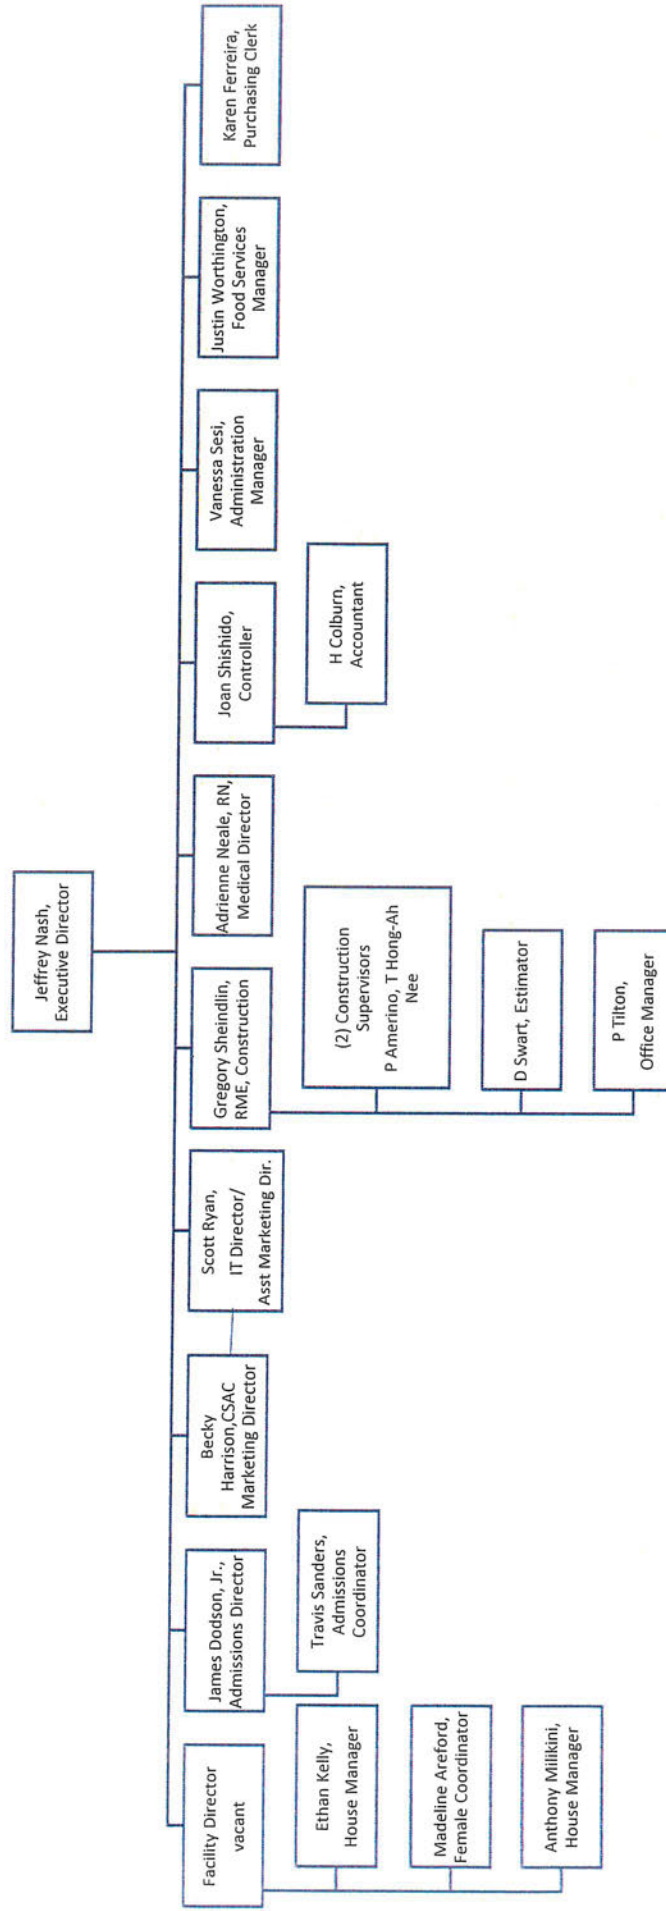 Jeffrey Nash,
Executive Director
Facility Director
vacant
Ethan Kelly,
House Manager
Madeline Areford,
Female Coordinator
Anthony Milikini,
House Manager
James Dodson, Jr.,
Admissions Director
Travis Sanders,
Admissions
Coordinator
Becky
Harrison,CSAC
Marketing Director
Scott Ryan,
IT Director/
Asst Marketing Dir.
Gregory Sheindlin,
RME, Construction
(2) Construction
Supervisors
P Amerino, T Hong-Ah
Nee
D Swart, Estimator
P Tilton,
Office Manager
Adrienne Neale, RN,
Medical Director
Joan Shishido,
Controller
H Colburn,
Accountant
Vanessa Sesi,
Administration
Manager
Justin Worthington,
Food Services
Manager
Karen Ferreira,
Purchasing Clerk